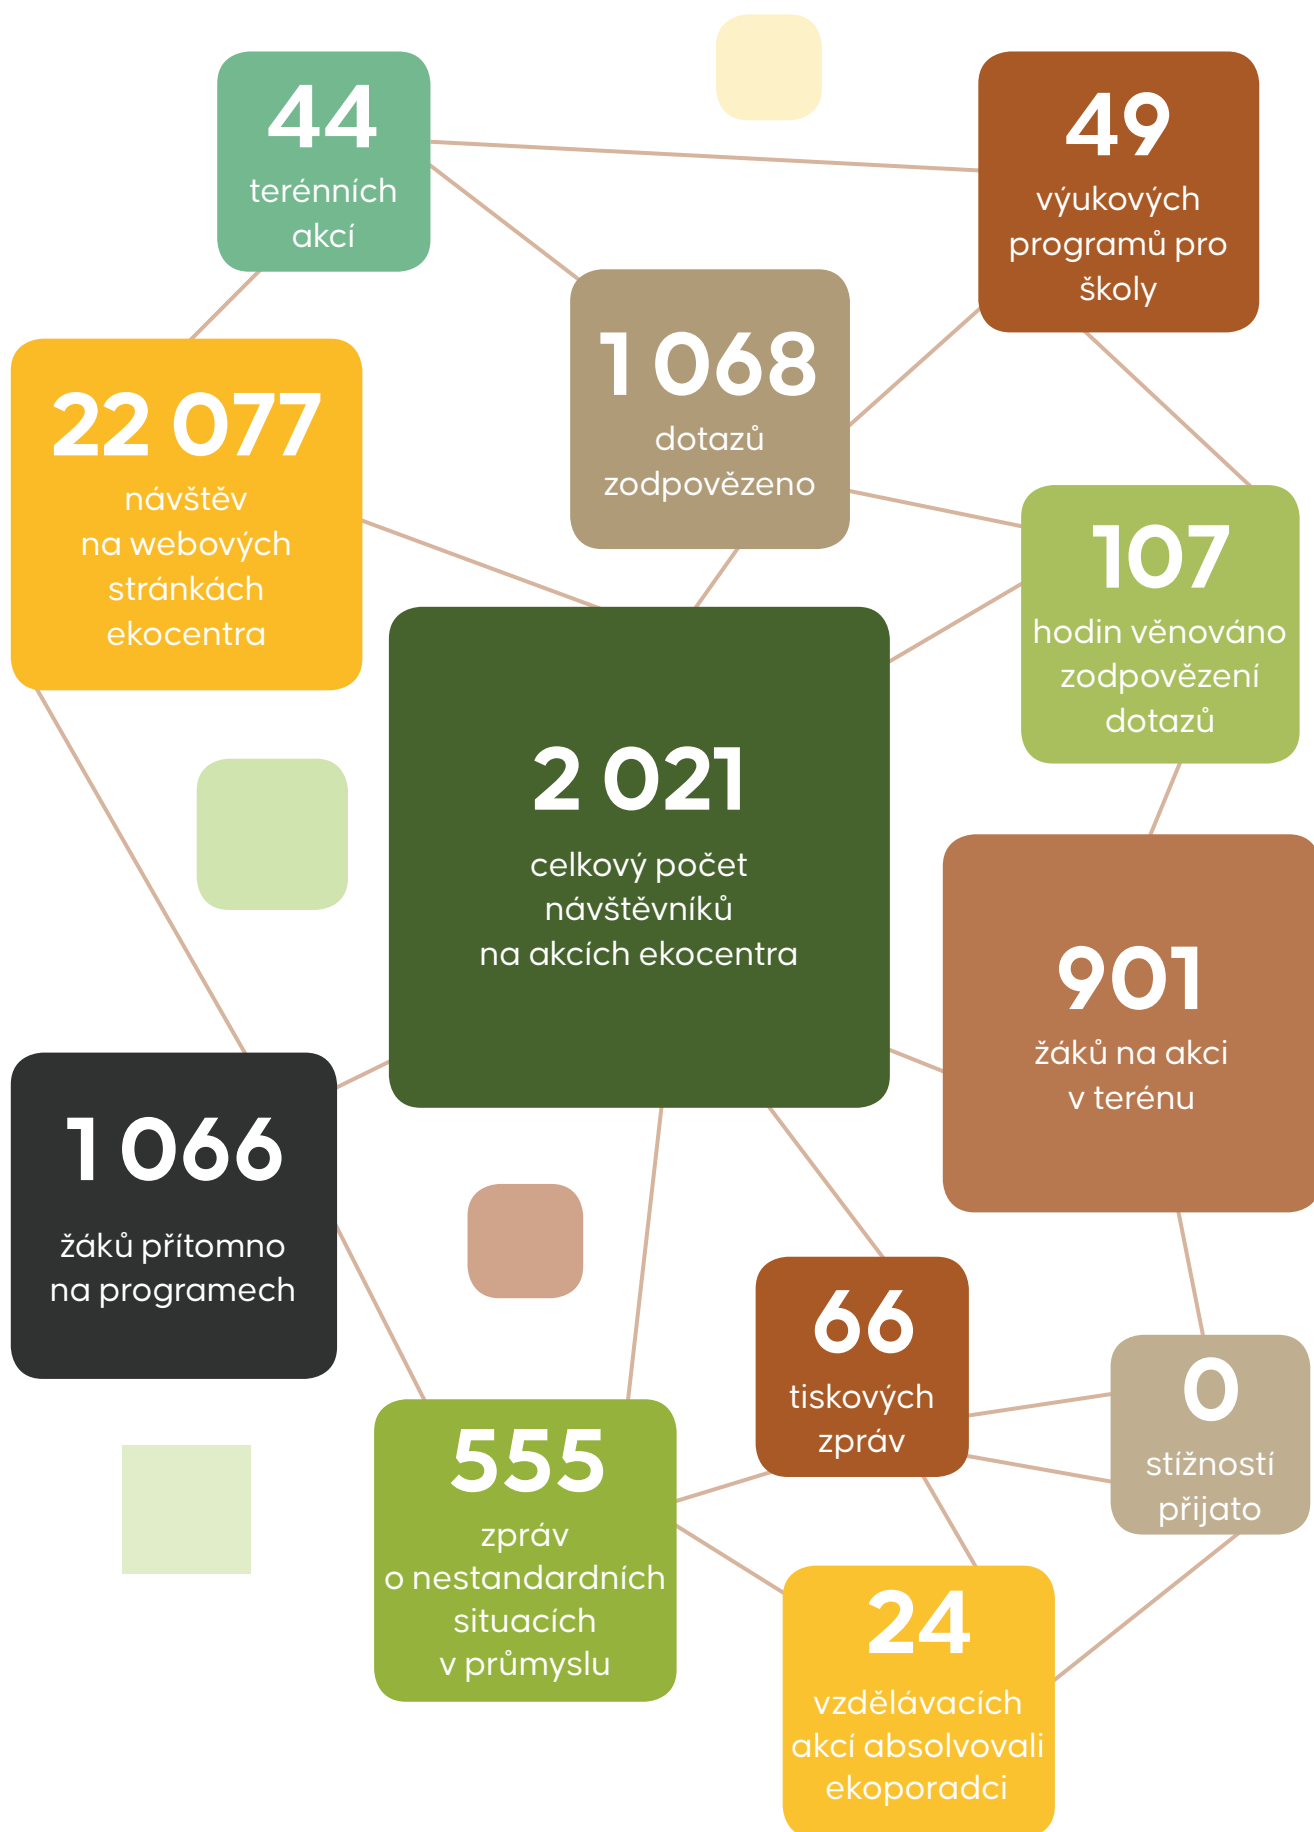 44
terénních
akcí
49
výukových
programů pro
školy
1 068
dotazů
zodpovězeno
22 077
návštěv
na webových
stránkách
ekocentra
107
hodin věnováno
zodpovězení
dotazů
2 021
celkový počet
návštěvníků
na akcích ekocentra
901
žáků na akci
v terénu
1 066
žáků přítomno
na programech
66
tiskových
zpráv
0
stížností
přijato
555
zpráv
o nestandardních
situacích
v průmyslu
24
vzdělávacích
akcí absolvovali
ekoporadci